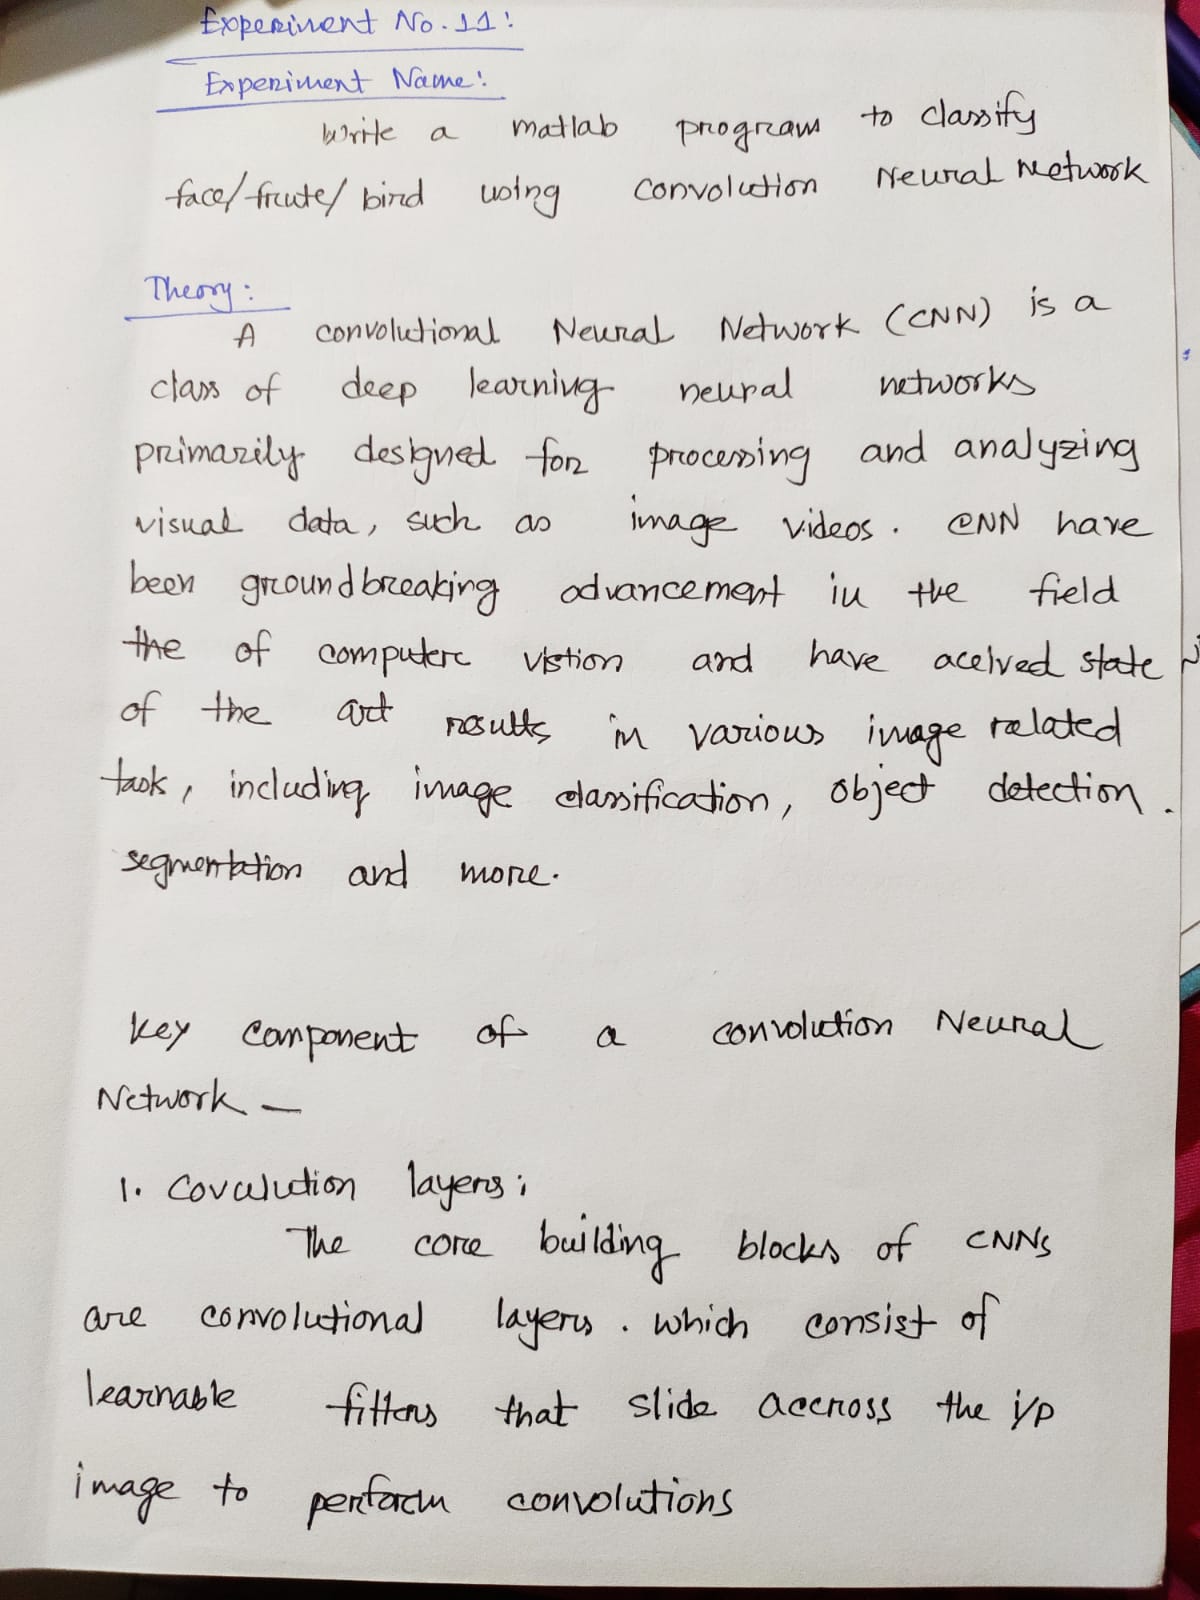 Experiment No. 11:
Experiment Name:
Write a matlab program to classify
face/frute/bird using convolution Neural Network
Theory:
A convolutional Neural Network (CNN) is a
class of deep learning neural networks
primarily designed for processing and analyzing
visual data, such as image videos. CNN have
been groundbreaking advancement in the field
the of computer vistion and have aceived state
of the art results in various image related
task, including image classification, object detection.
segmentation and more.
Key component of a convolution Neural
Network —
1. Covalution layers;
The core building blocks of CNNs
are convolutional layers. which consist of
learnable filters that slide accross the i/p
image to perform convolutions